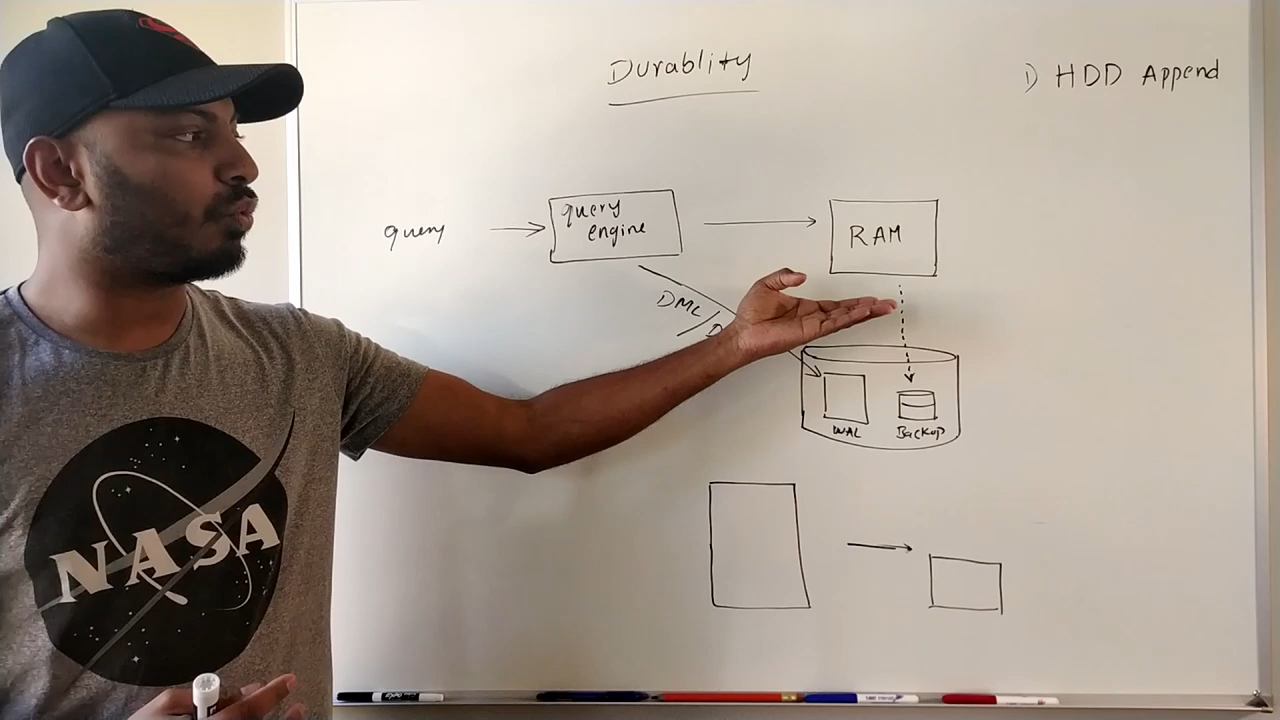 Durablity
1) HDD Append
query
query
engine
RAM
DML
WAL
Backup
NASA